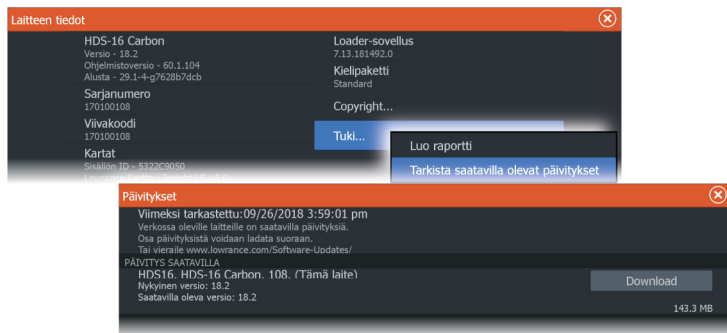 Laitteen tiedot
HDS-16 Carbon
Versio - 18.2
Ohjelmistoversio - 60.1.104
Alusta - 29.1-4-g7628b7dcb
Sarjanumero
170100108
Viivakoodi
170100108
Kartat
Sisällön ID - 5322C9050
Loader-sovellus
7.13.181492.0
Kielipaketti
Standard
Copyright...
Tuki...
Luo raportti
Tarkista saatavilla olevat päivitykset
Päivitykset
Viimeksi tarkastettu:09/26/2018 3:59:01 pm
Verkossa oleville laitteille on saatavilla päivityksiä.
Osa päivityksistä voidaan ladata suoraan.
Tai vieraile www.lowrance.com/Software-Updates/
PÄIVITYS SAATAVILLA
HDS16, HDS-16 Carbon, 108, (Tämä laite)
Nykyinen versio: 18.2
Saatavilla oleva versio: 18.2
Download
143.3 MB